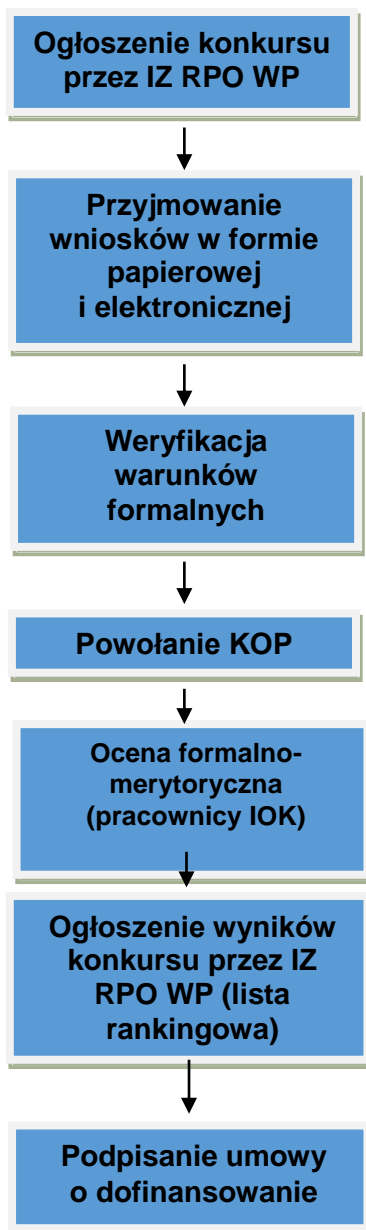 Ogłoszenie konkursu
przez IZ RPO WP
Przyjmowanie
wniosków w formie
papierowej
i elektronicznej
Weryfikacja
warunków
formalnych
Powołanie KOP
Ocena formalno-
merytoryczna
(pracownicy IOK)
Ogłoszenie wyników
konkursu przez IZ
RPO WP (lista
rankingowa)
Podpisanie umowy
o dofinansowanie